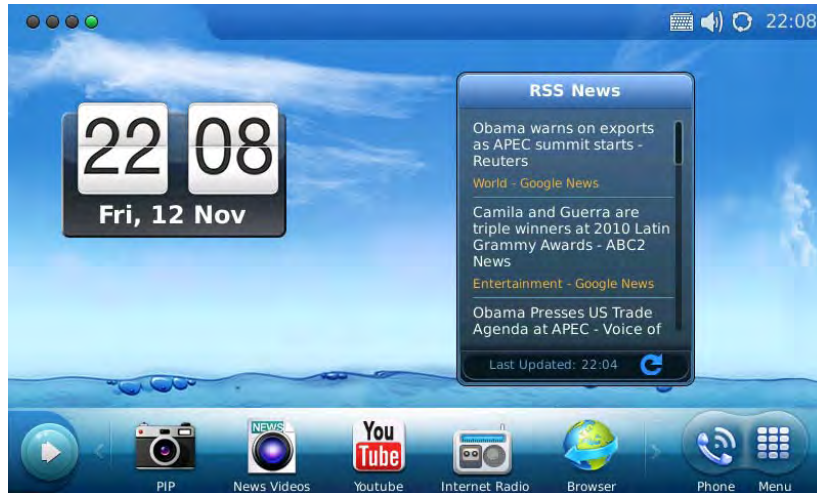 22:08
22 08
Fri, 12 Nov
RSS News
Obama warns on exports
as APEC summit starts -
Reuters
World - Google News
Camila and Guerra are
triple winners at 2010 Latin
Grammy Awards - ABC2
News
Entertainment - Google News
Obama Presses US Trade
Agenda at APEC - Voice of
Last Updated: 22:04
NEWS
You
Tube
PIP
News Videos
Youtube
Internet Radio
Browser
Phone
Menu